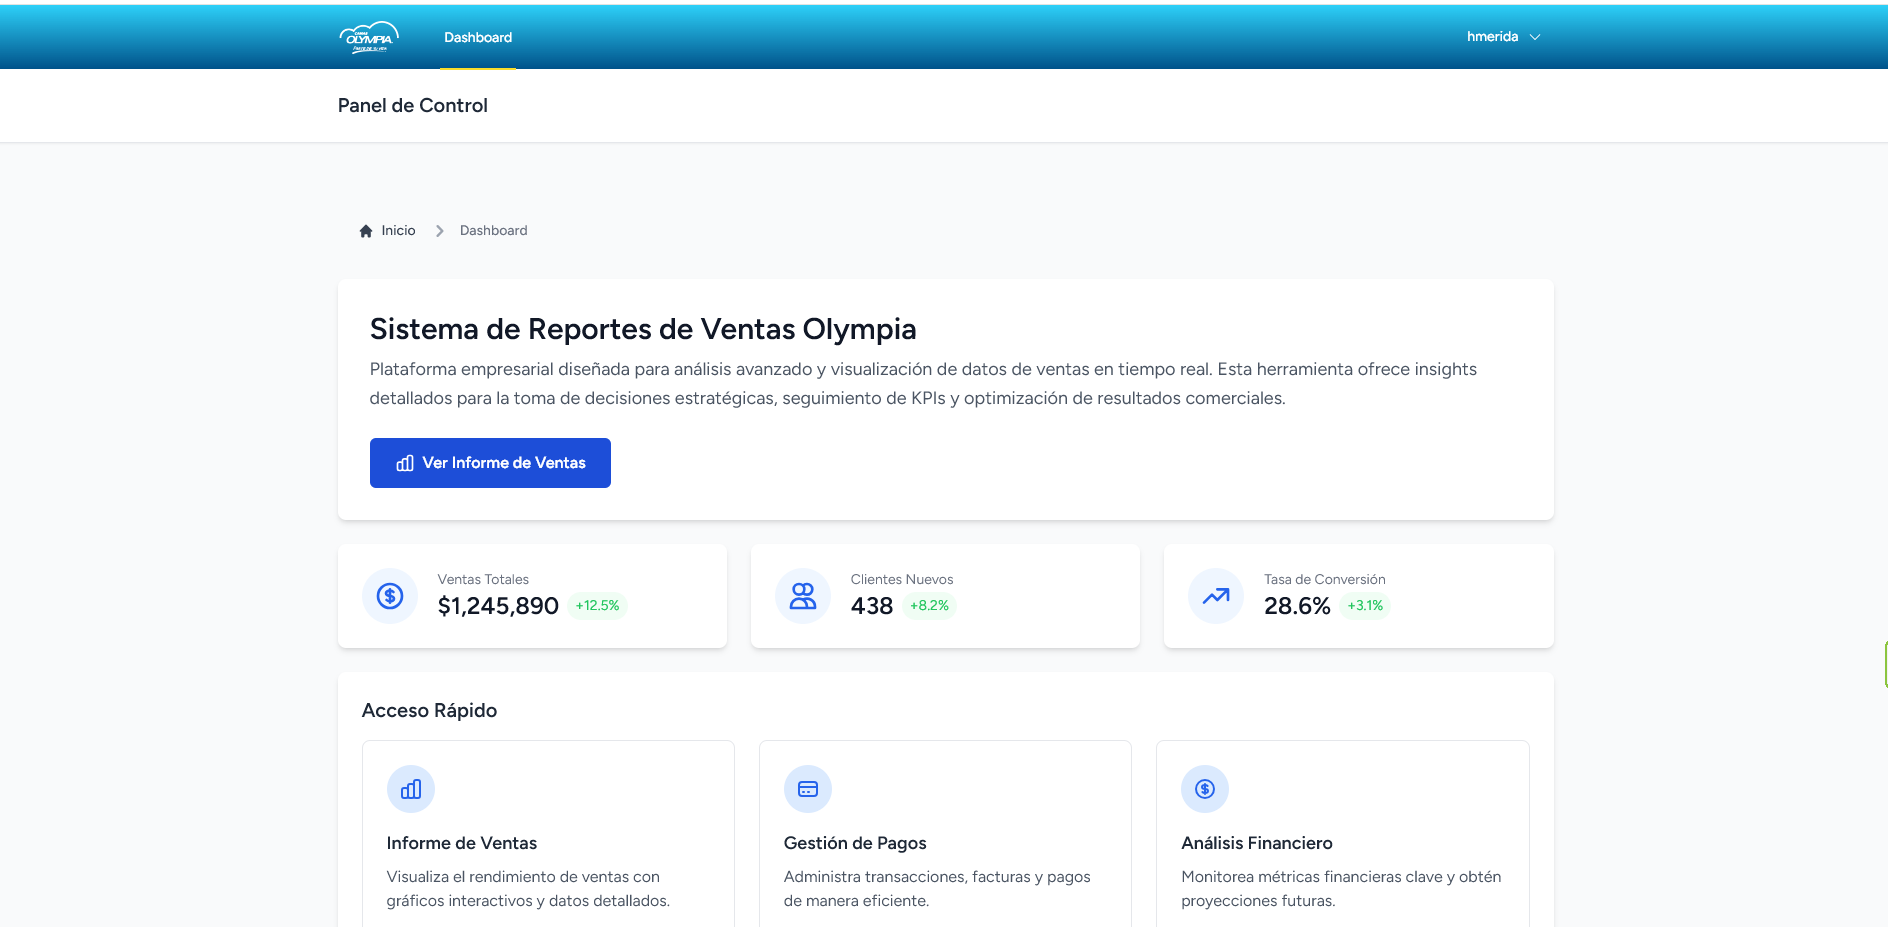 CAMAS
OLYMPIA
Dashboard
hmerida
Panel de Control
Inicio
Dashboard
Sistema de Reportes de Ventas Olympia
Plataforma empresarial diseñada para análisis avanzado y visualización de datos de ventas en tiempo real. Esta herramienta ofrece insights
detallados para la toma de decisiones estratégicas, seguimiento de KPIs y optimización de resultados comerciales.
Ver Informe de Ventas
Ventas Totales
$1,245,890 +12.5%
Clientes Nuevos
438 +8.2%
Tasa de Conversión
28.6% +3.1%
Acceso Rápido
Informe de Ventas
Visualiza el rendimiento de ventas con
gráficos interactivos y datos detallados.
Gestión de Pagos
Administra transacciones, facturas y pagos
de manera eficiente.
Análisis Financiero
Monitorea métricas financieras clave y obtén
proyecciones futuras.